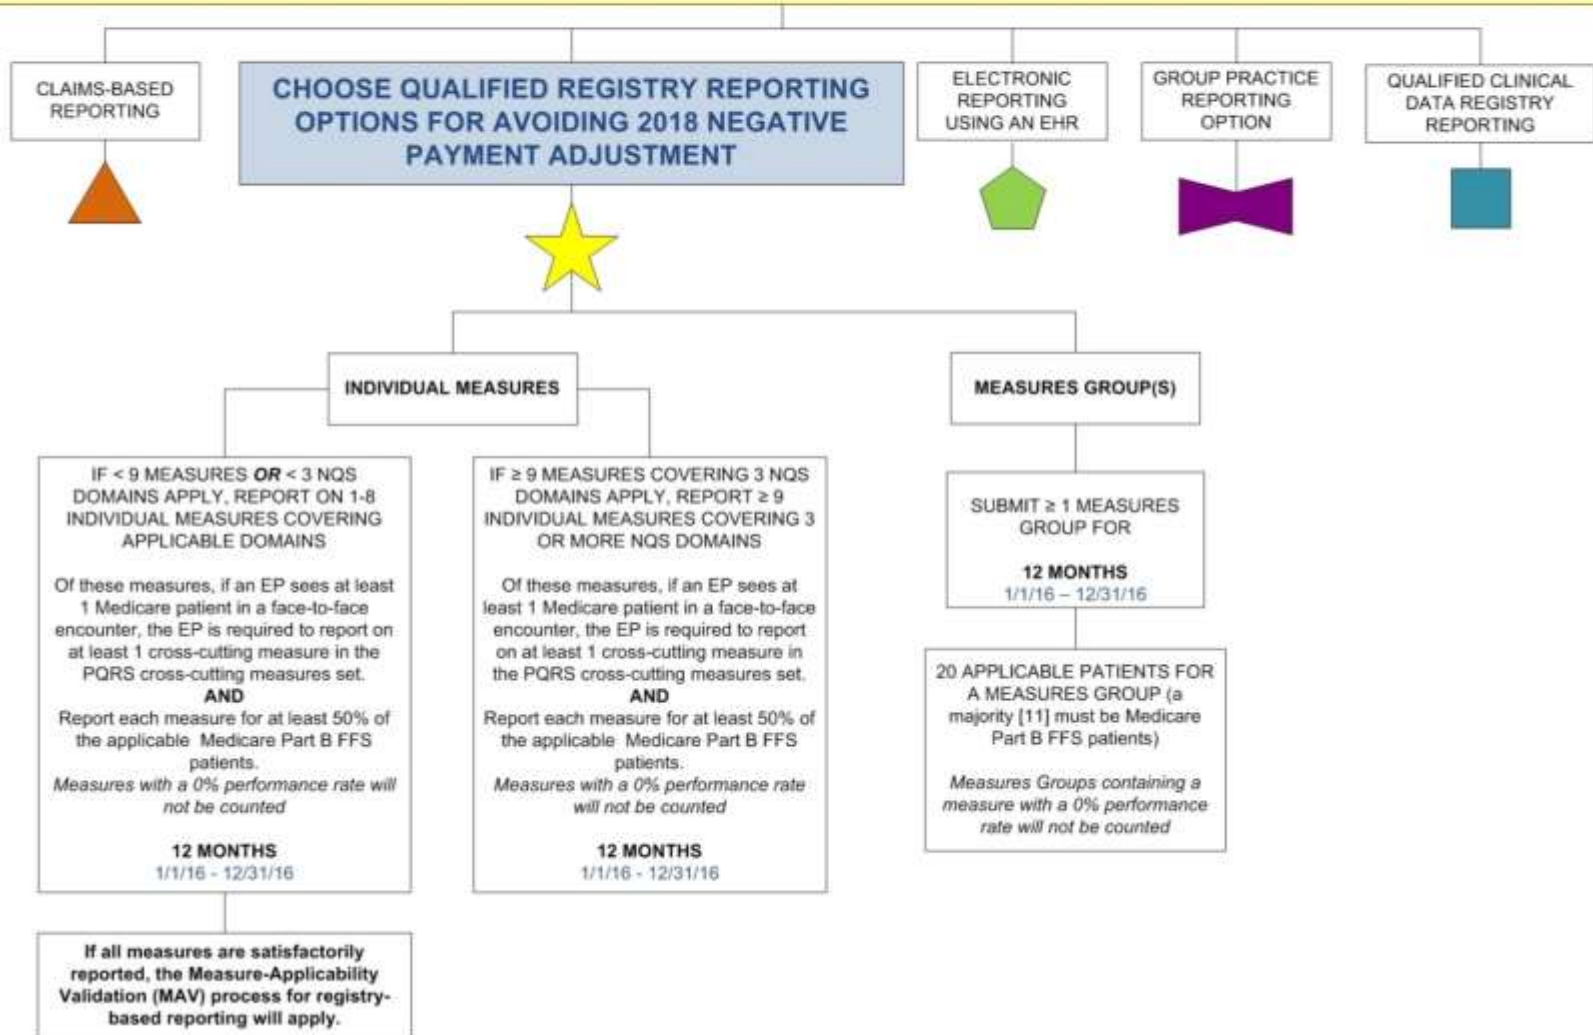 CLAIMS-BASED
REPORTING
CHOOSE QUALIFIED REGISTRY REPORTING
OPTIONS FOR AVOIDING 2018 NEGATIVE
PAYMENT ADJUSTMENT
ELECTRONIC
REPORTING
USING AN EHR
GROUP PRACTICE
REPORTING
OPTION
QUALIFIED CLINICAL
DATA REGISTRY
REPORTING
INDIVIDUAL MEASURES
MEASURES GROUP(S)
IF < 9 MEASURES OR < 3 NQS
DOMAINS APPLY, REPORT ON 1-8
INDIVIDUAL MEASURES COVERING
APPLICABLE DOMAINS
Of these measures, if an EP sees at least
1 Medicare patient in a face-to-face
encounter, the EP is required to report on
at least 1 cross-cutting measure in the
PQRS cross-cutting measures set.
AND
Report each measure for at least 50% of
the applicable Medicare Part B FFS
patients.
Measures with a 0% performance rate will
not be counted
12 MONTHS
1/1/16 - 12/31/16
IF ≥ 9 MEASURES COVERING 3 NQS
DOMAINS APPLY, REPORT ≥ 9
INDIVIDUAL MEASURES COVERING 3
OR MORE NQS DOMAINS
Of these measures, if an EP sees at
least 1 Medicare patient in a face-to-face
encounter, the EP is required to report
on at least 1 cross-cutting measure in
the PQRS cross-cutting measures set.
AND
Report each measure for at least 50% of
the applicable Medicare Part B FFS
patients.
Measures with a 0% performance rate
will not be counted
12 MONTHS
1/1/16 - 12/31/16
SUBMIT ≥ 1 MEASURES
GROUP FOR
12 MONTHS
1/1/16 – 12/31/16
20 APPLICABLE PATIENTS FOR
A MEASURES GROUP (a
majority [11] must be Medicare
Part B FFS patients)
Measures Groups containing a
measure with a 0% performance
rate will not be counted
If all measures are satisfactorily
reported, the Measure-Applicability
Validation (MAV) process for registry-
based reporting will apply.